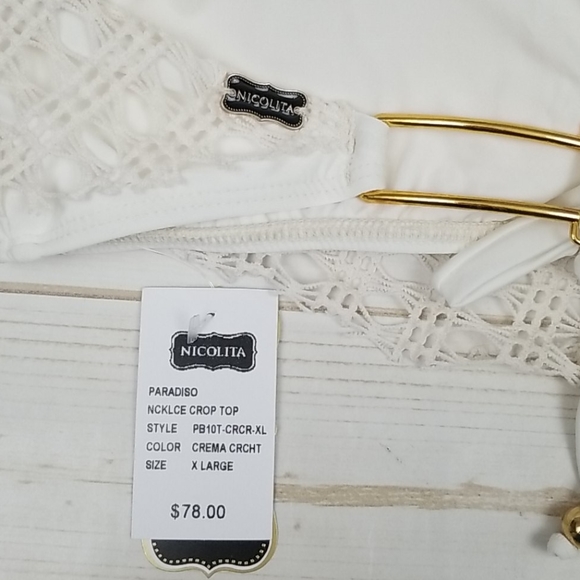 NICOLITA
NICOLITA
PARADISO
NCKLCE CROP TOP
STYLE PB10T-CRCR-XL
COLOR CREMA CRCHT
SIZE X LARGE
$78.00